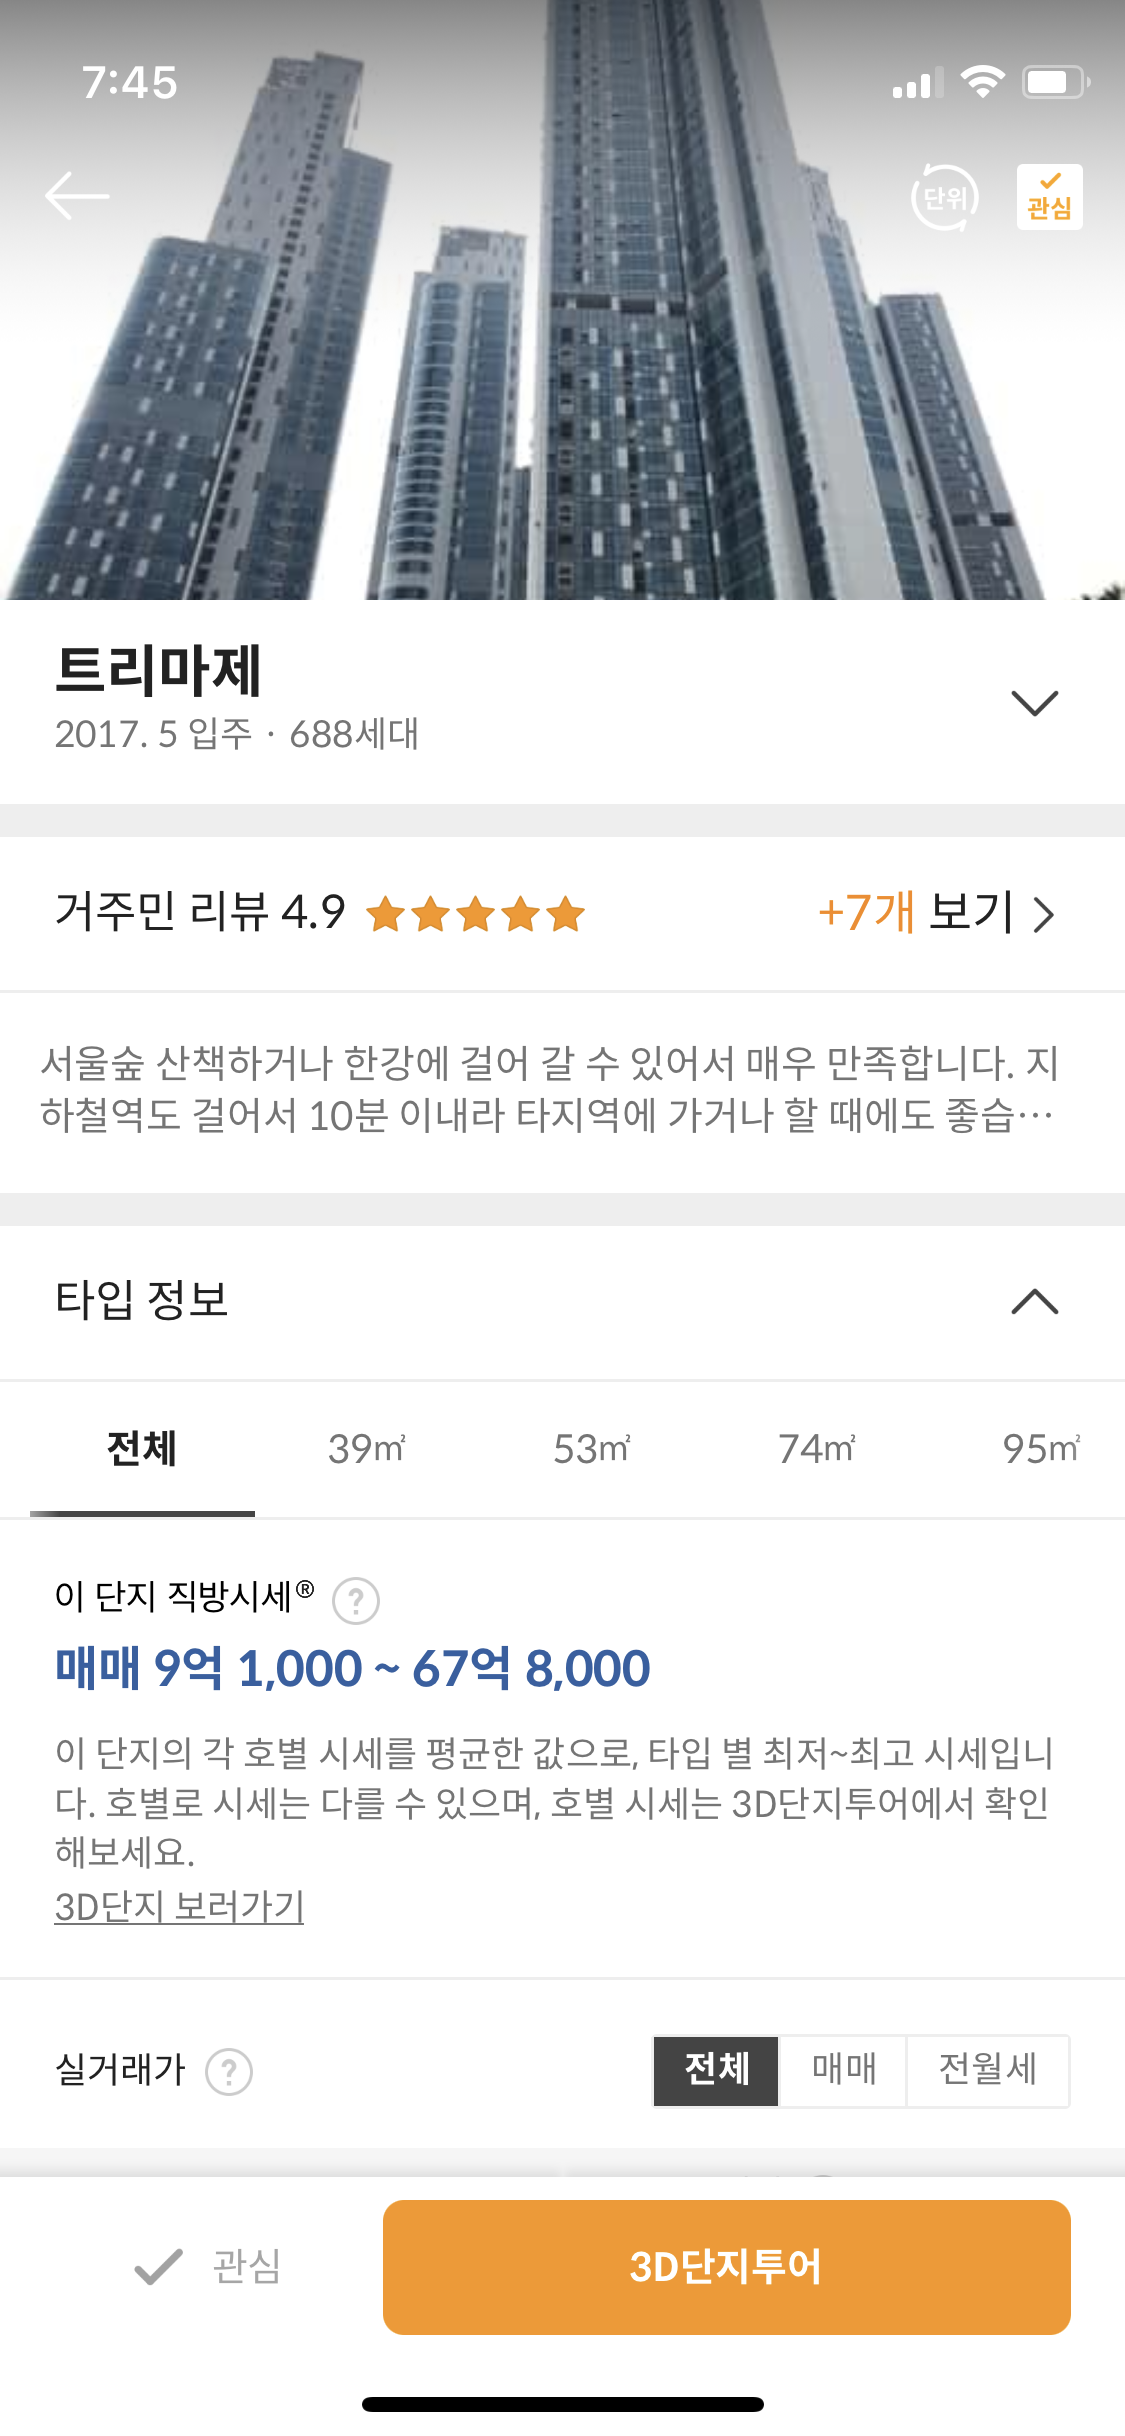 7:45
단위
관심
트리마제
2017. 5 입주 · 688세대
거주민 리뷰 4.9 ★★★★★ +7개 보기 >
서울숲 산책하거나 한강에 걸어 갈 수 있어서 매우 만족합니다. 지
하철역도 걸어서 10분 이내라 타지역에 가거나 할 때에도 좋습…
타입 정보
전체 39㎡ 53㎡ 74㎡ 95㎡
이 단지 직방시세® ?
매매 9억 1,000 ~ 67억 8,000
이 단지의 각 호별 시세를 평균한 값으로, 타입 별 최저~최고 시세입니
다. 호별로 시세는 다를 수 있으며, 호별 시세는 3D단지투어에서 확인
해보세요.
3D단지 보러가기
실거래가 ? 전체 매매 전월세
관심 3D단지투어